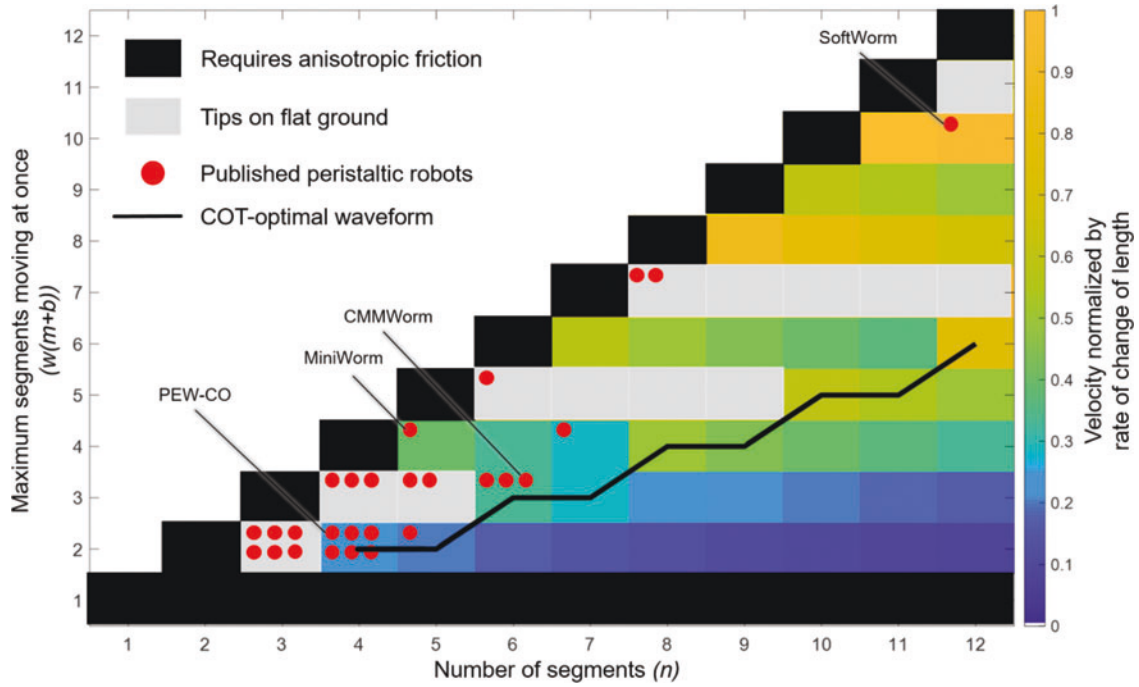 12
11
10
9
8
7
6
5
4
3
2
1
Maximum segments moving at once
(w(m+b))
Requires anisotropic friction
Tips on flat ground
Published peristaltic robots
COT-optimal waveform
SoftWorm
CMMWorm
MiniWorm
PEW-CO
1 2 3 4 5 6 7 8 9 10 11 12
Number of segments (n)
1
0.9
0.8
0.7
0.6
0.5
0.4
0.3
0.2
0.1
0
Velocity normalized by
rate of change of length